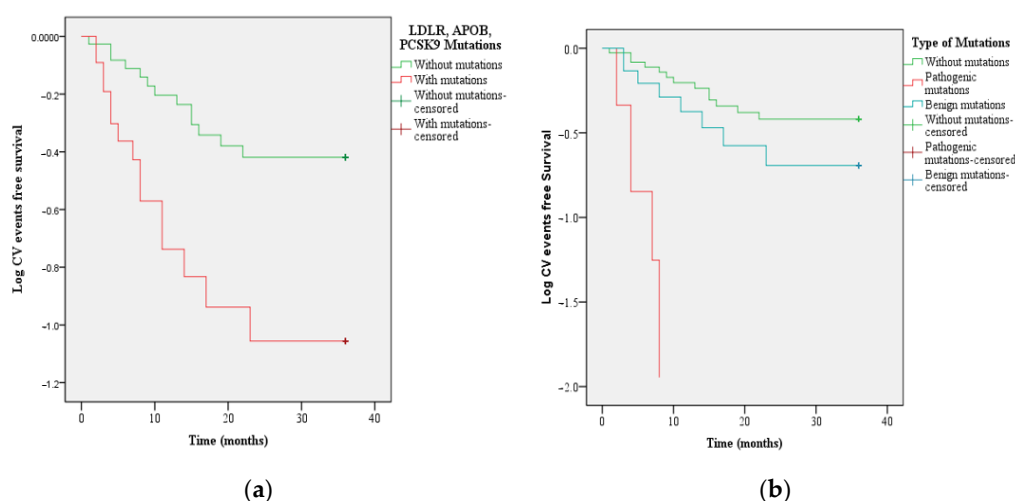 LDLR, APOB,
PCSK9 Mutations
Without mutations
With mutations
Without mutations-
censored
With mutations-
censored
0.0000
−0.2
−0.4
−0.6
−0.8
−1.0
−1.2
Log CV events free survival
0 10 20 30 40
Time (months)
(a)
Type of Mutations
Without mutations
Pathogenic
mutations
Benign mutations
Without mutations-
censored
Pathogenic
mutations-censored
Benign mutations-
censored
0.0
−0.5
−1.0
−1.5
−2.0
Log CV events free Survival
0 10 20 30 40
Time (months)
(b)